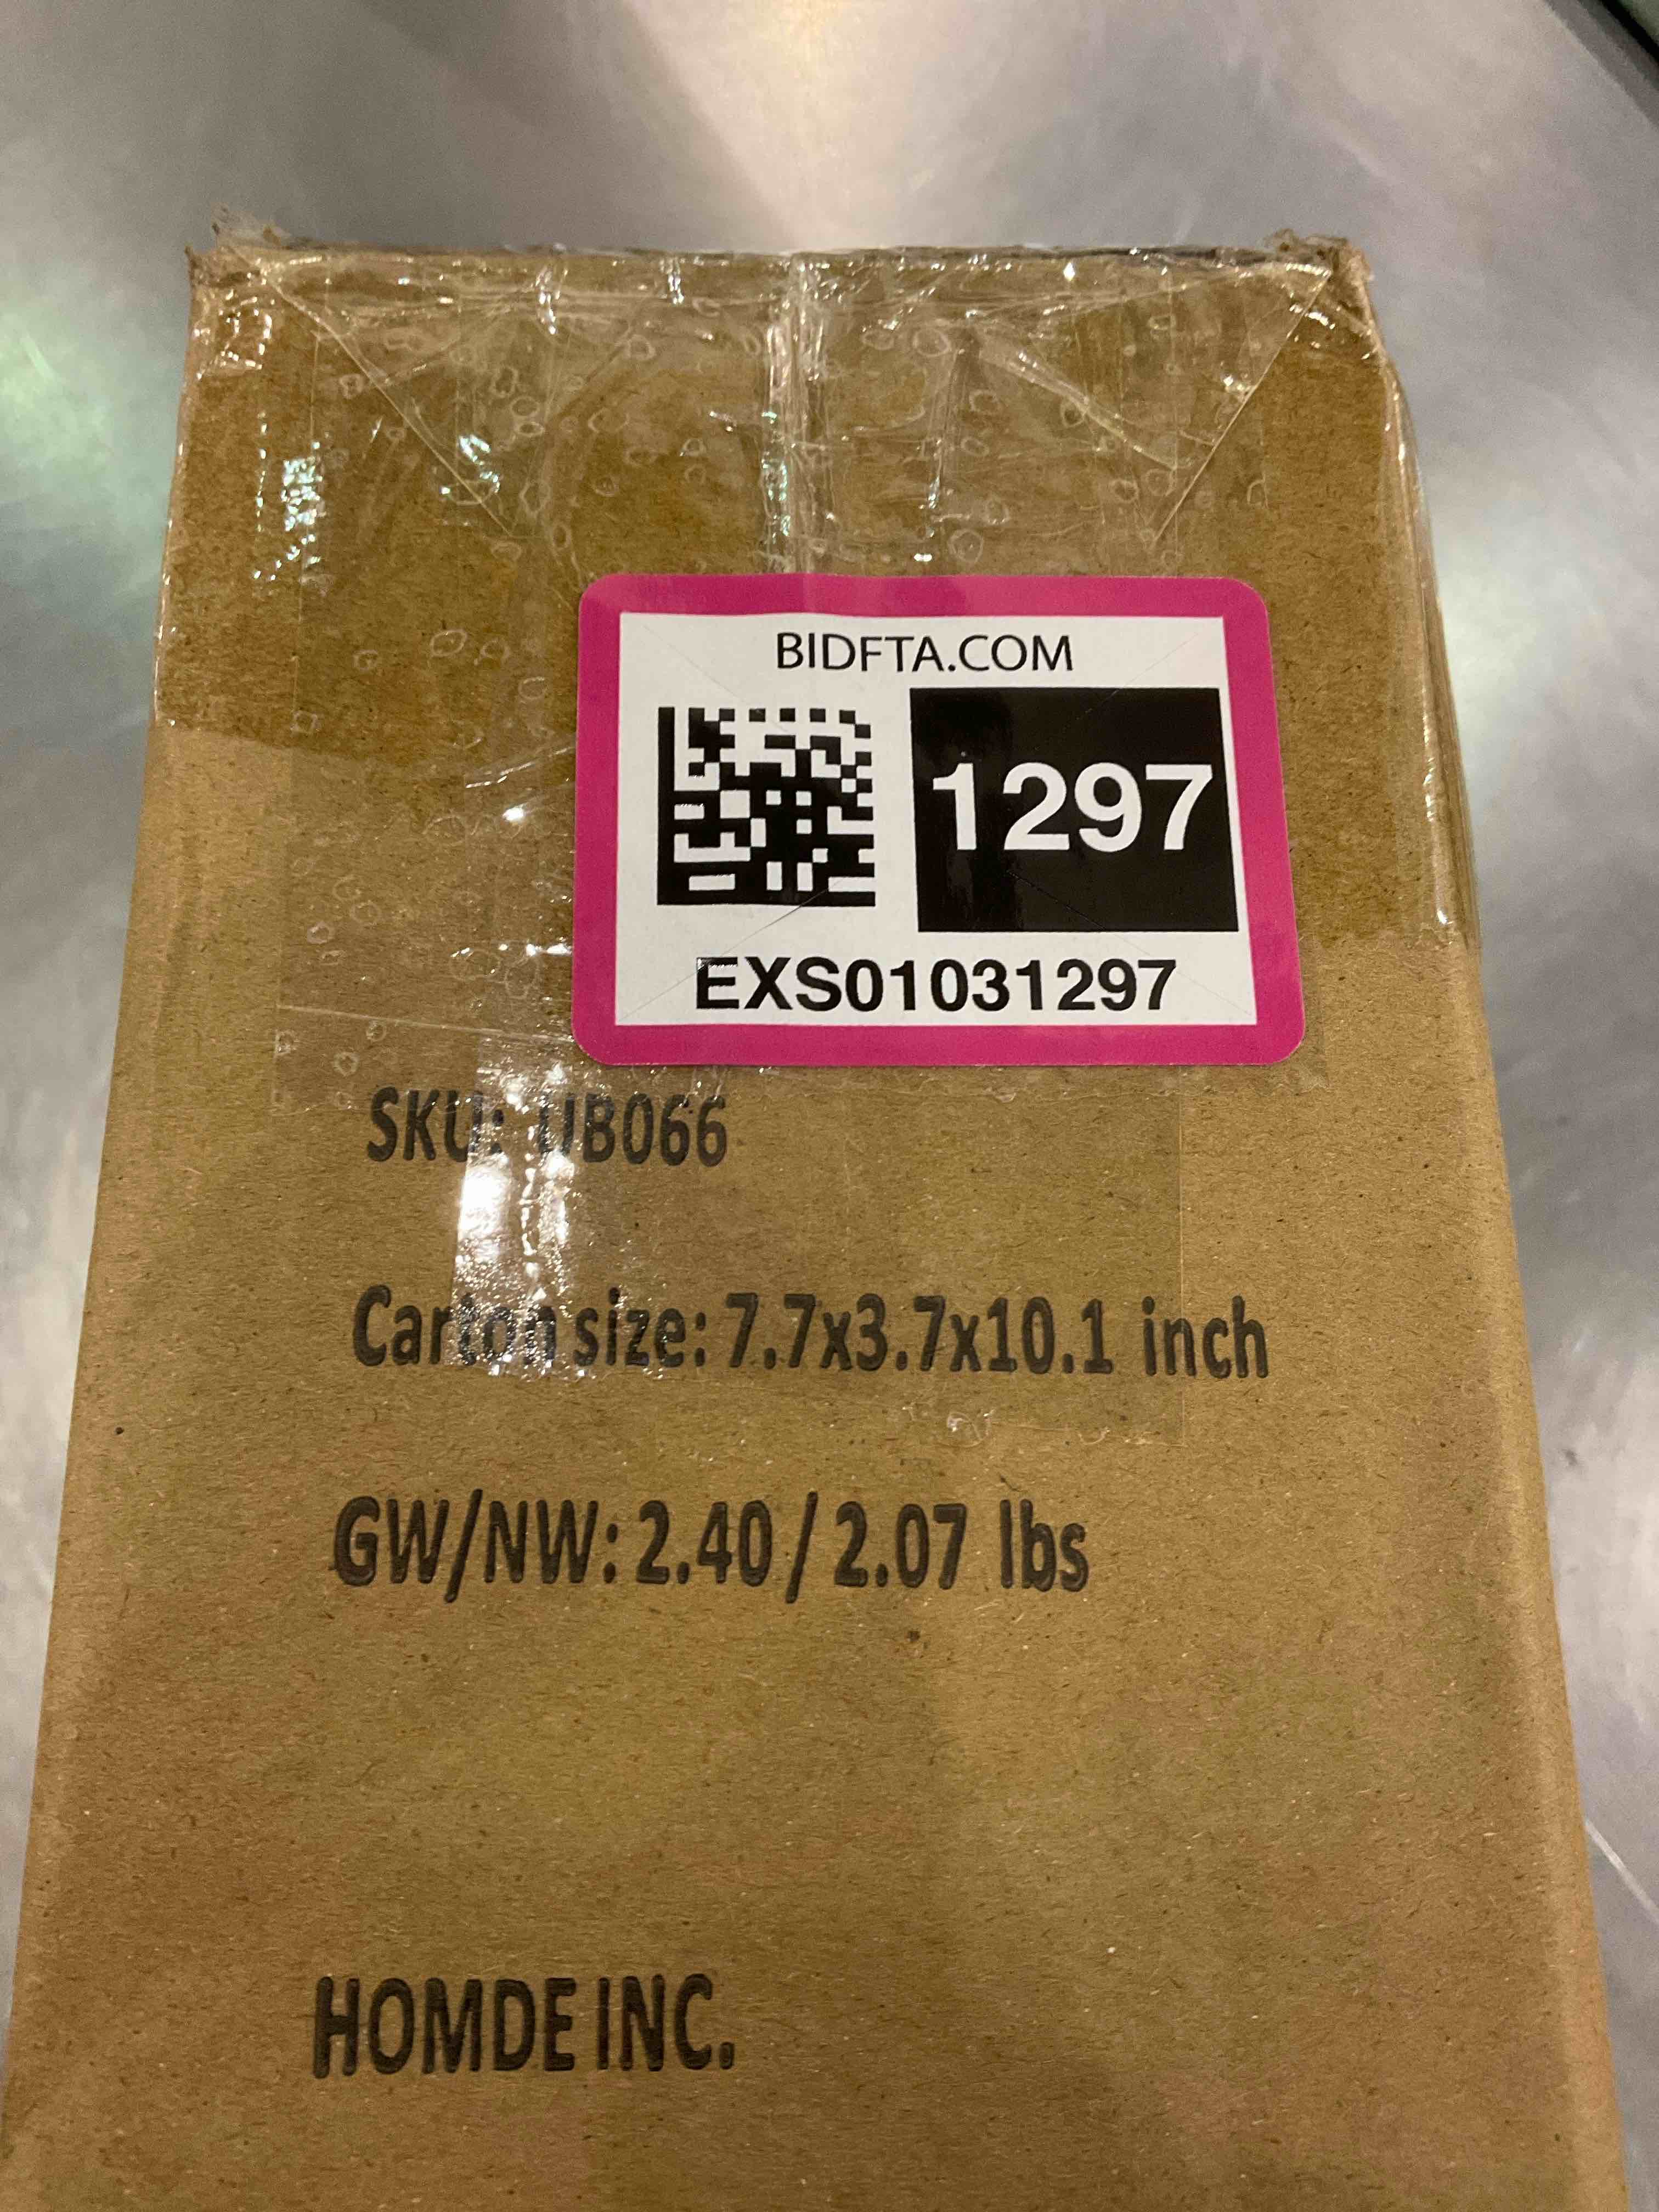 BIDFTA.COM
1297
EXS01031297
SKU: UB066
Carton size: 7.7x3.7x10.1 inch
GW/NW: 2.40 / 2.07 lbs
HOMDE INC.